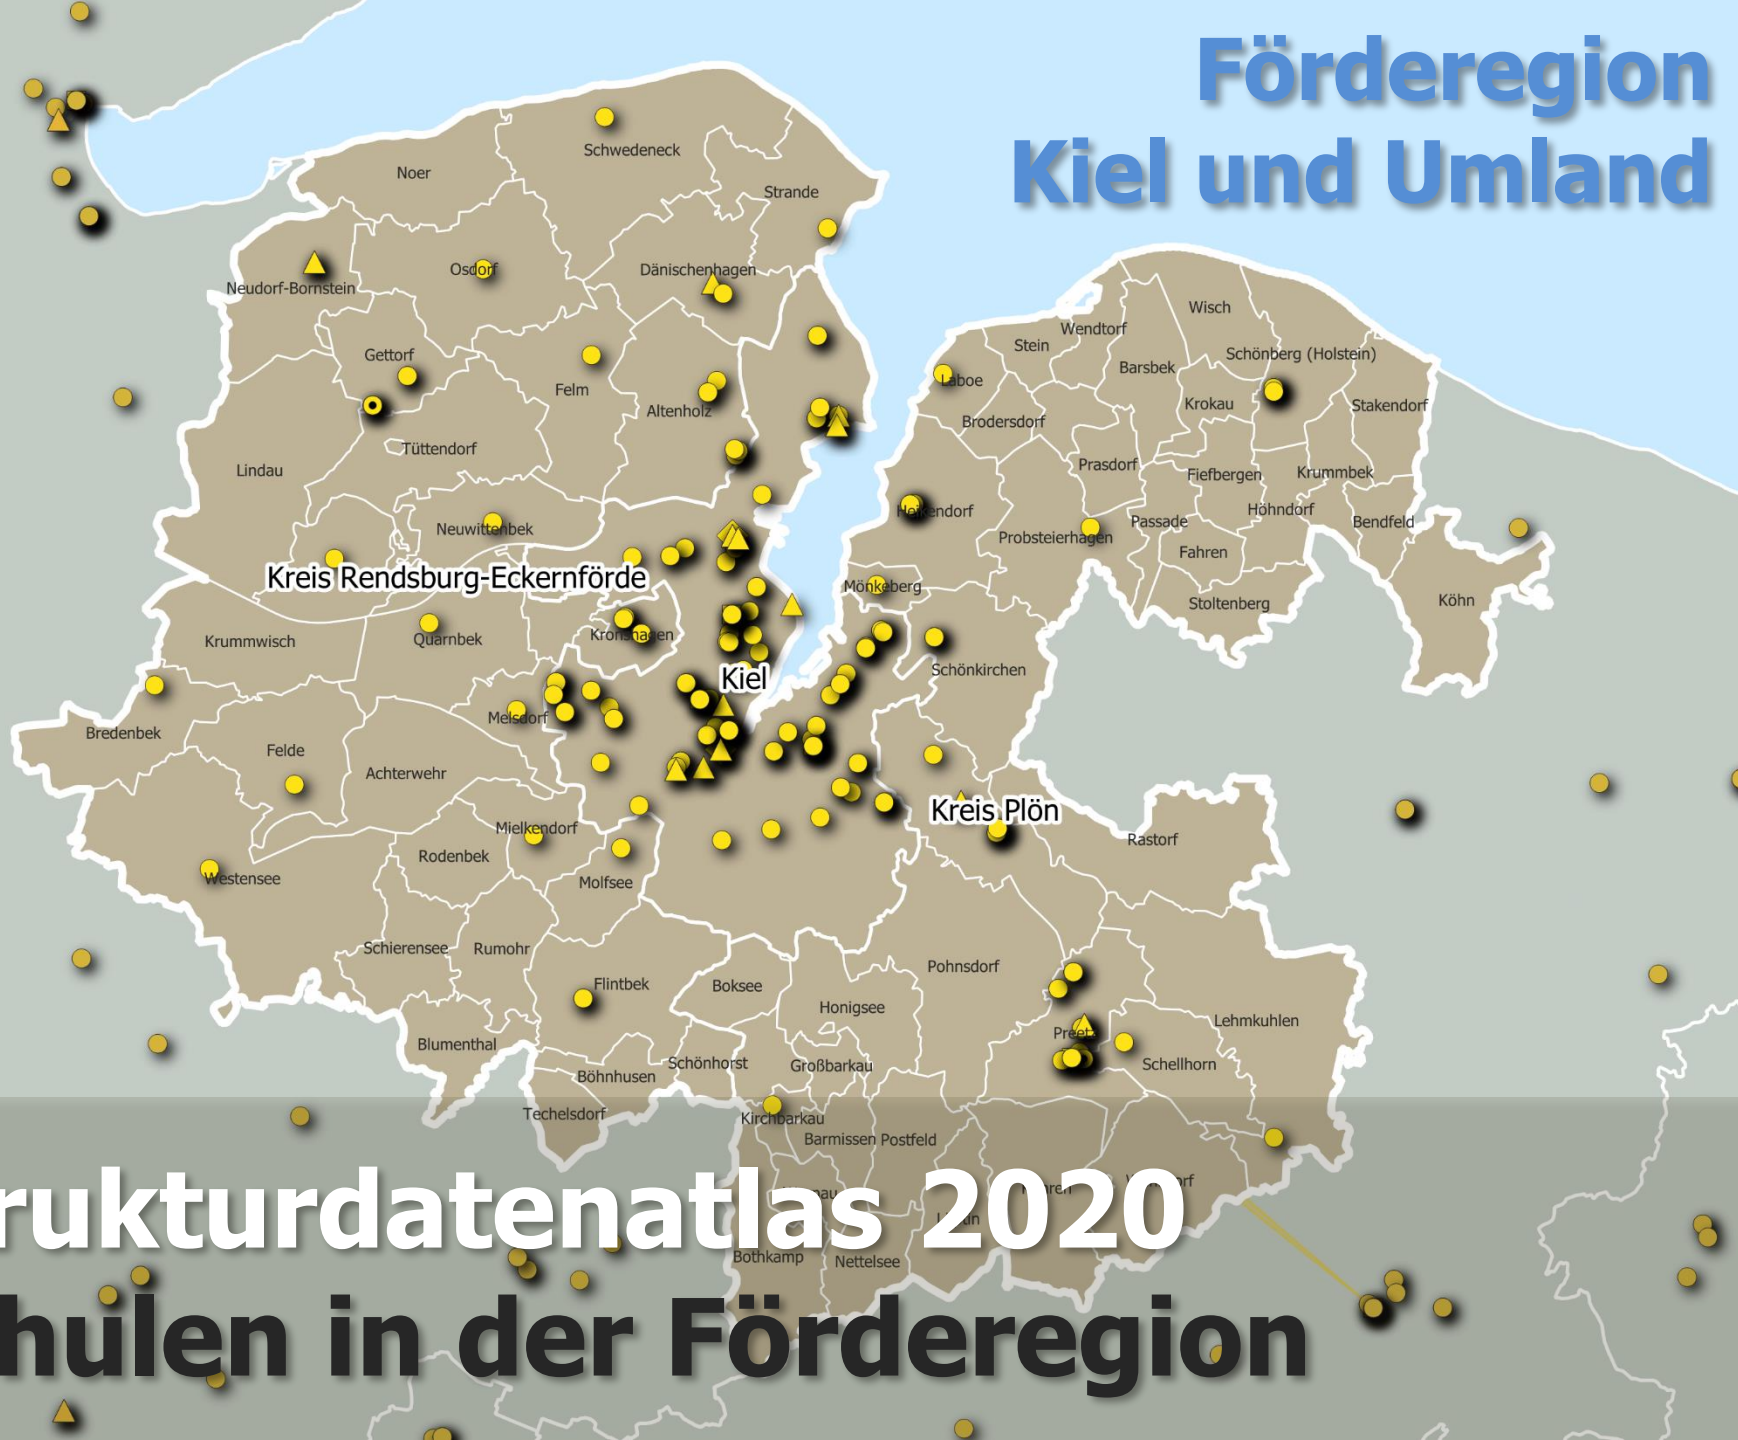 Förderegion
Kiel und Umland
Schwedeneck
Noer
Strande
Osdorf
Dänischenhagen
Neudorf-Bornstein
Wisch
Wendtorf
Stein
Gettorf
Schönberg (Holstein)
Barsbek
Felm
Laboe
Altenholz
Krokau
Stakendorf
Brodersdorf
Tüttendorf
Lindau
Prasdorf
Fiefbergen
Krummbek
Heikendorf
Höhndorf
Neuwittenbek
Passade
Bendfeld
Probsteierhagen
Fahren
Kreis Rendsburg-Eckernförde
Mönkeberg
Köhn
Stoltenberg
Krummwisch
Quarnbek
Kronshagen
Schönkirchen
Kiel
Melsdorf
Bredenbek
Felde
Achterwehr
Kreis Plön
Mielkendorf
Rastorf
Rodenbek
Westensee
Molfsee
Schierensee
Rumohr
Pohnsdorf
Flintbek
Boksee
Honigsee
Lehmkuhlen
Preetz
Blumenthal
Schönhorst
Großbarkau
Schellhorn
Böhnhusen
Techelsdorf
Kirchbarkau
Barmissen
Postfeld
rukturdatenatlas 2020
Bothkamp
Nettelsee
hulen in der Förderegion